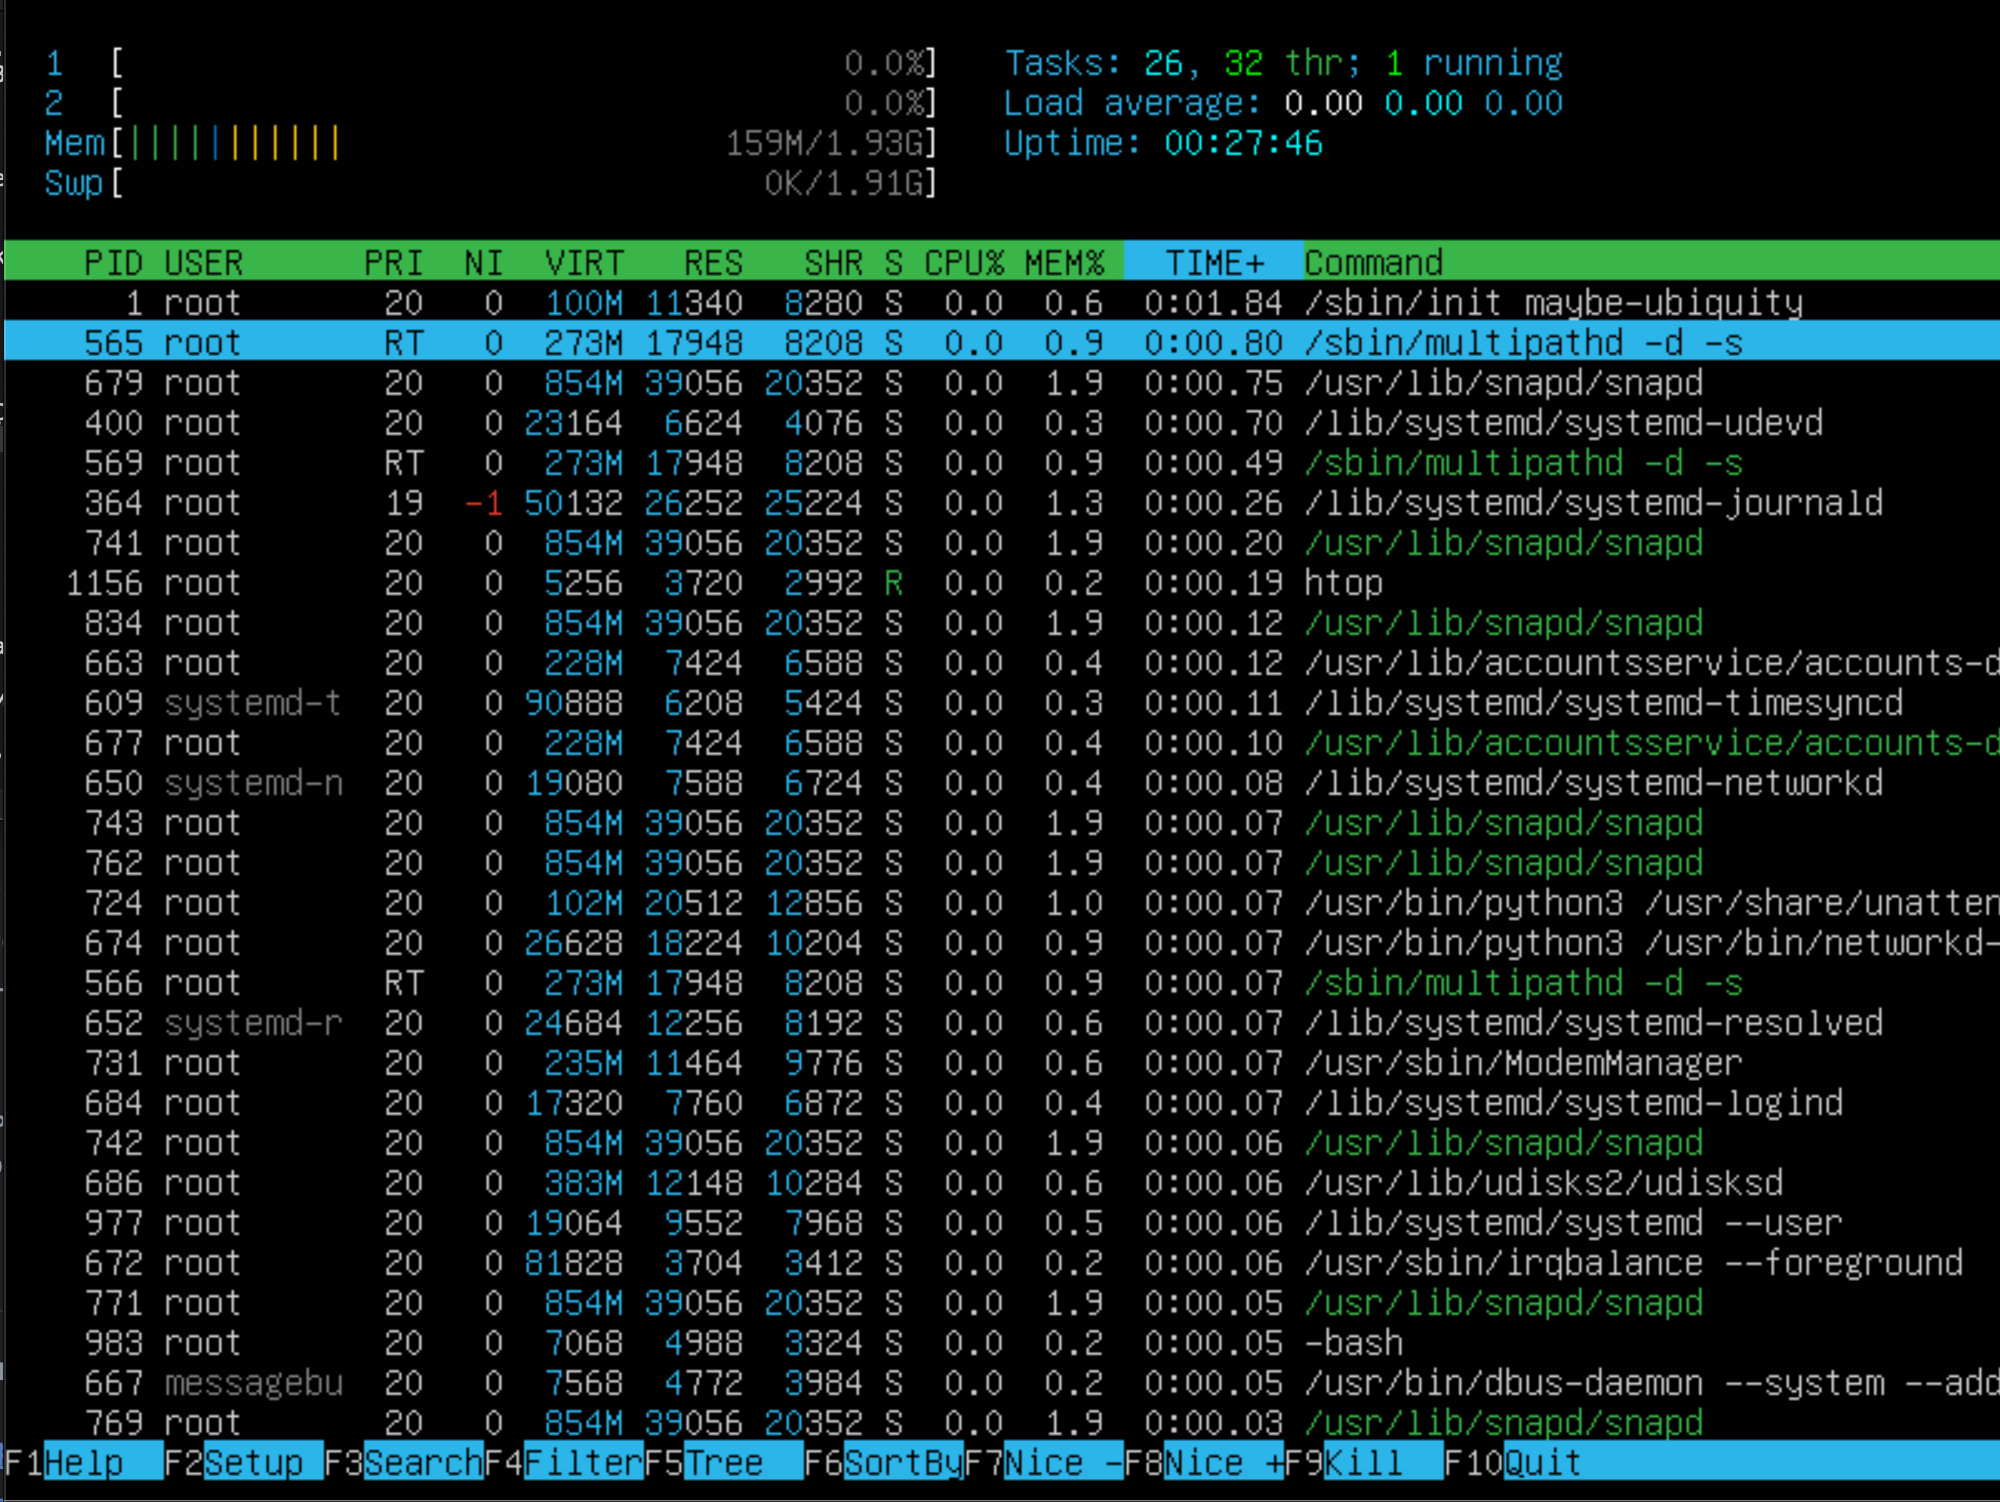 1 [ 0.0%] Tasks: 26, 32 thr; 1 running
2 [ 0.0%] Load average: 0.00 0.00 0.00
Mem[||||||||||| 159M/1.93G] Uptime: 00:27:46
Swp[ 0K/1.91G]
PID USER PRI NI VIRT RES SHR S CPU% MEM% TIME+ Command
1 root 20 0 100M 11340 8280 S 0.0 0.6 0:01.84 /sbin/init maybe-ubiquity
565 root RT 0 273M 17948 8208 S 0.0 0.9 0:00.80 /sbin/multipathd -d -s
679 root 20 0 854M 39056 20352 S 0.0 1.9 0:00.75 /usr/lib/snapd/snapd
400 root 20 0 23164 6624 4076 S 0.0 0.3 0:00.70 /lib/systemd/systemd-udevd
569 root RT 0 273M 17948 8208 S 0.0 0.9 0:00.49 /sbin/multipathd -d -s
364 root 19 -1 50132 26252 25224 S 0.0 1.3 0:00.26 /lib/systemd/systemd-journald
741 root 20 0 854M 39056 20352 S 0.0 1.9 0:00.20 /usr/lib/snapd/snapd
1156 root 20 0 5256 3720 2992 R 0.0 0.2 0:00.19 htop
834 root 20 0 854M 39056 20352 S 0.0 1.9 0:00.12 /usr/lib/snapd/snapd
663 root 20 0 228M 7424 6588 S 0.0 0.4 0:00.12 /usr/lib/accountsservice/accounts-d
609 systemd-t 20 0 90888 6208 5424 S 0.0 0.3 0:00.11 /lib/systemd/systemd-timesyncd
677 root 20 0 228M 7424 6588 S 0.0 0.4 0:00.10 /usr/lib/accountsservice/accounts-d
650 systemd-n 20 0 19080 7588 6724 S 0.0 0.4 0:00.08 /lib/systemd/systemd-networkd
743 root 20 0 854M 39056 20352 S 0.0 1.9 0:00.07 /usr/lib/snapd/snapd
762 root 20 0 854M 39056 20352 S 0.0 1.9 0:00.07 /usr/lib/snapd/snapd
724 root 20 0 102M 20512 12856 S 0.0 1.0 0:00.07 /usr/bin/python3 /usr/share/unatten
674 root 20 0 26628 18224 10204 S 0.0 0.9 0:00.07 /usr/bin/python3 /usr/bin/networkd-
566 root RT 0 273M 17948 8208 S 0.0 0.9 0:00.07 /sbin/multipathd -d -s
652 systemd-r 20 0 24684 12256 8192 S 0.0 0.6 0:00.07 /lib/systemd/systemd-resolved
731 root 20 0 235M 11464 9776 S 0.0 0.6 0:00.07 /usr/sbin/ModemManager
684 root 20 0 17320 7760 6872 S 0.0 0.4 0:00.07 /lib/systemd/systemd-logind
742 root 20 0 854M 39056 20352 S 0.0 1.9 0:00.06 /usr/lib/snapd/snapd
686 root 20 0 383M 12148 10284 S 0.0 0.6 0:00.06 /usr/lib/udisks2/udisksd
977 root 20 0 19064 9552 7968 S 0.0 0.5 0:00.06 /lib/systemd/systemd --user
672 root 20 0 81828 3704 3412 S 0.0 0.2 0:00.06 /usr/sbin/irqbalance --foreground
771 root 20 0 854M 39056 20352 S 0.0 1.9 0:00.05 /usr/lib/snapd/snapd
983 root 20 0 7068 4988 3324 S 0.0 0.2 0:00.05 -bash
667 messagebu 20 0 7568 4772 3984 S 0.0 0.2 0:00.05 /usr/bin/dbus-daemon --system --add
769 root 20 0 854M 39056 20352 S 0.0 1.9 0:00.03 /usr/lib/snapd/snapd
F1Help F2Setup F3SearchF4FilterF5Tree F6SortByF7Nice -F8Nice +F9Kill F10Quit